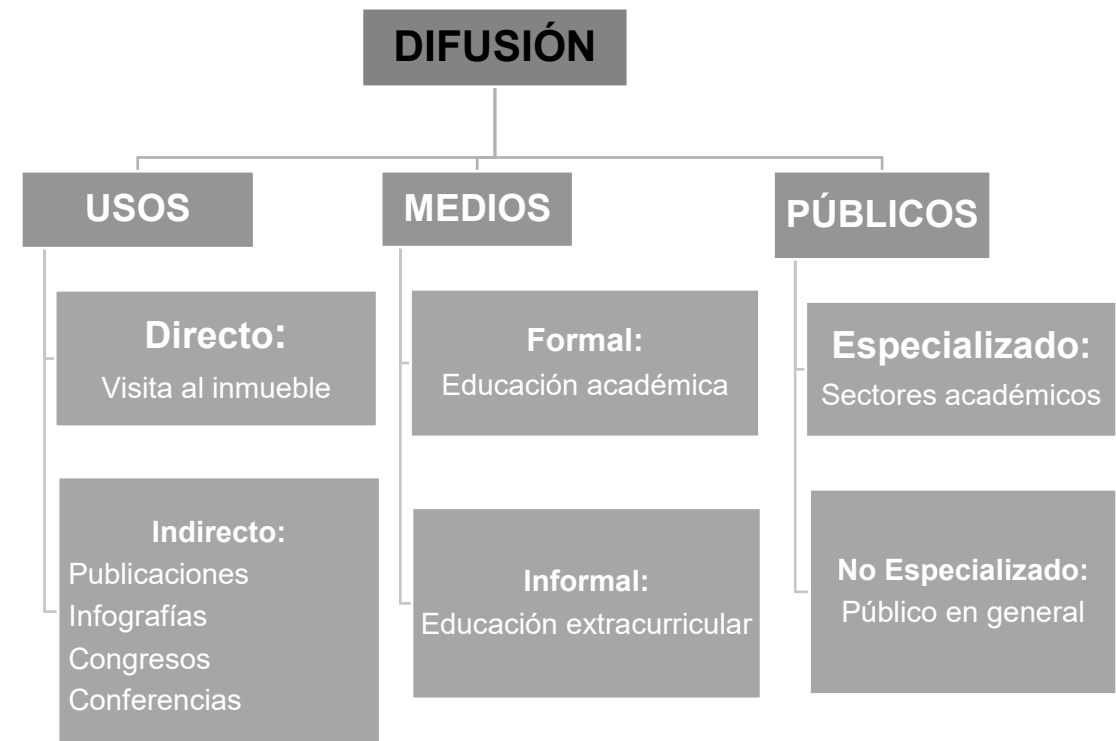 DIFUSIÓN
USOS
MEDIOS
PÚBLICOS
Directo:
Visita al inmueble
Formal:
Educación académica
Especializado:
Sectores académicos
Indirecto:
Publicaciones
Infografías
Congresos
Conferencias
Informal:
Educación extracurricular
No Especializado:
Público en general